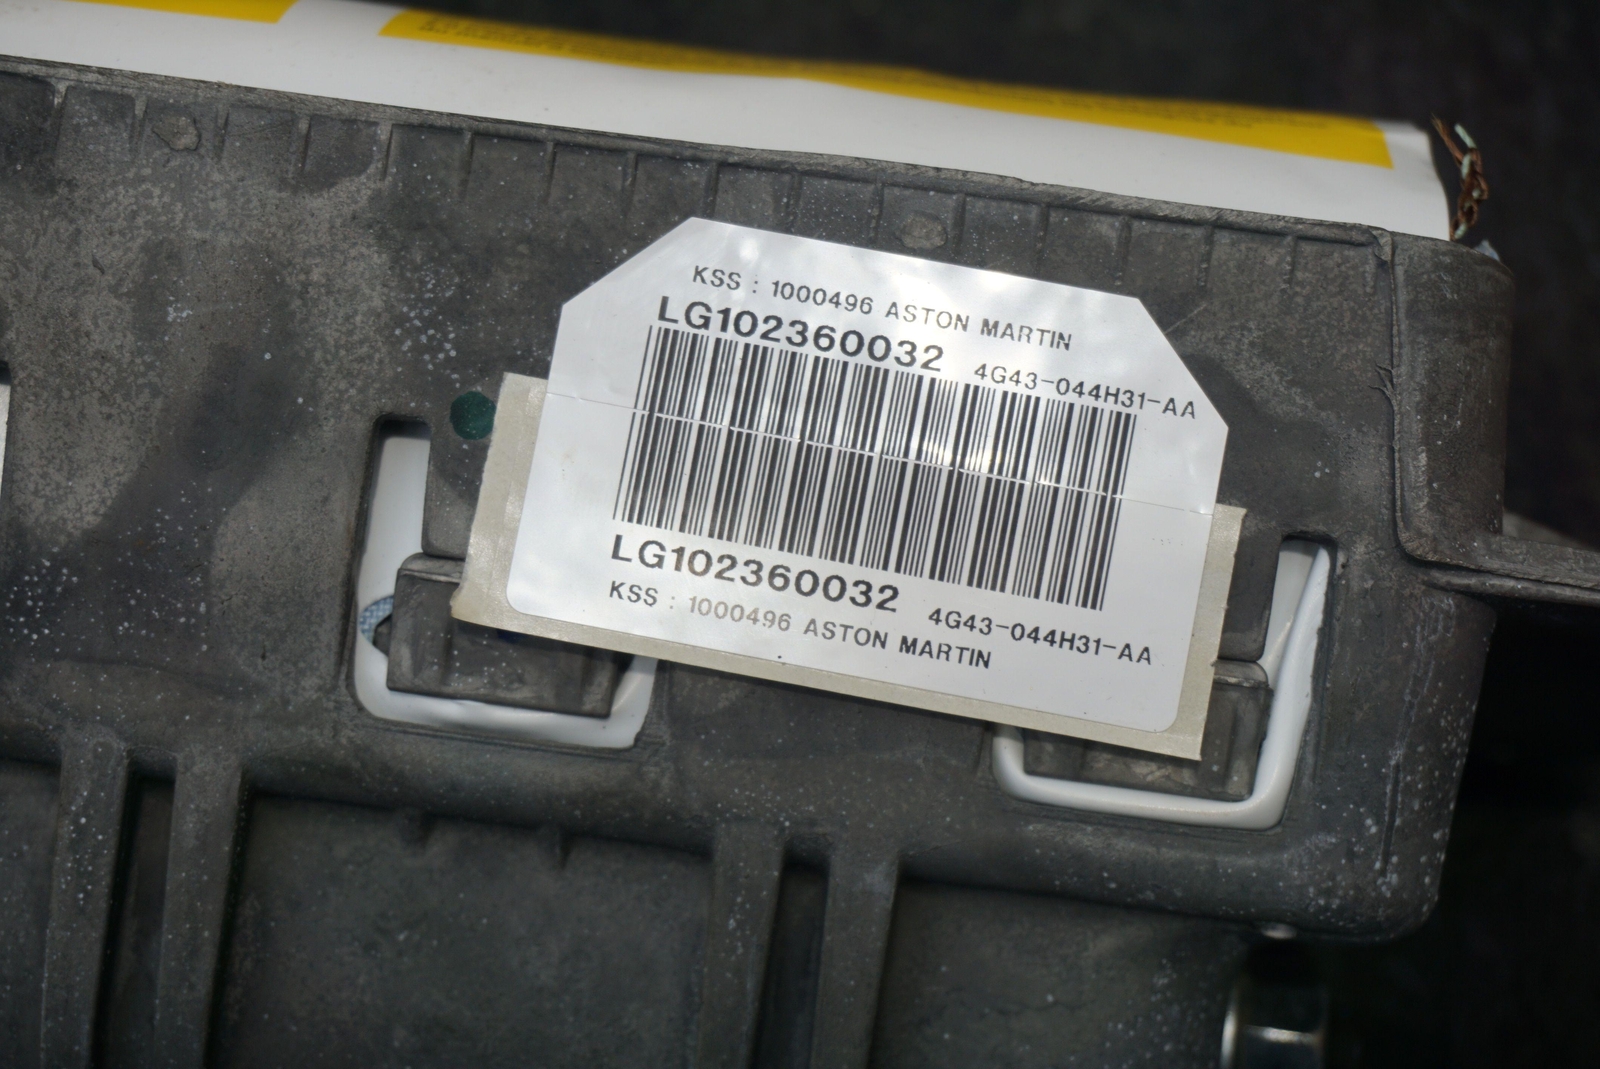 KSS : 1000496 ASTON MARTIN
LG102360032 4G43-044H31-AA
LG102360032 4G43-044H31-AA
KSS : 1000496 ASTON MARTIN